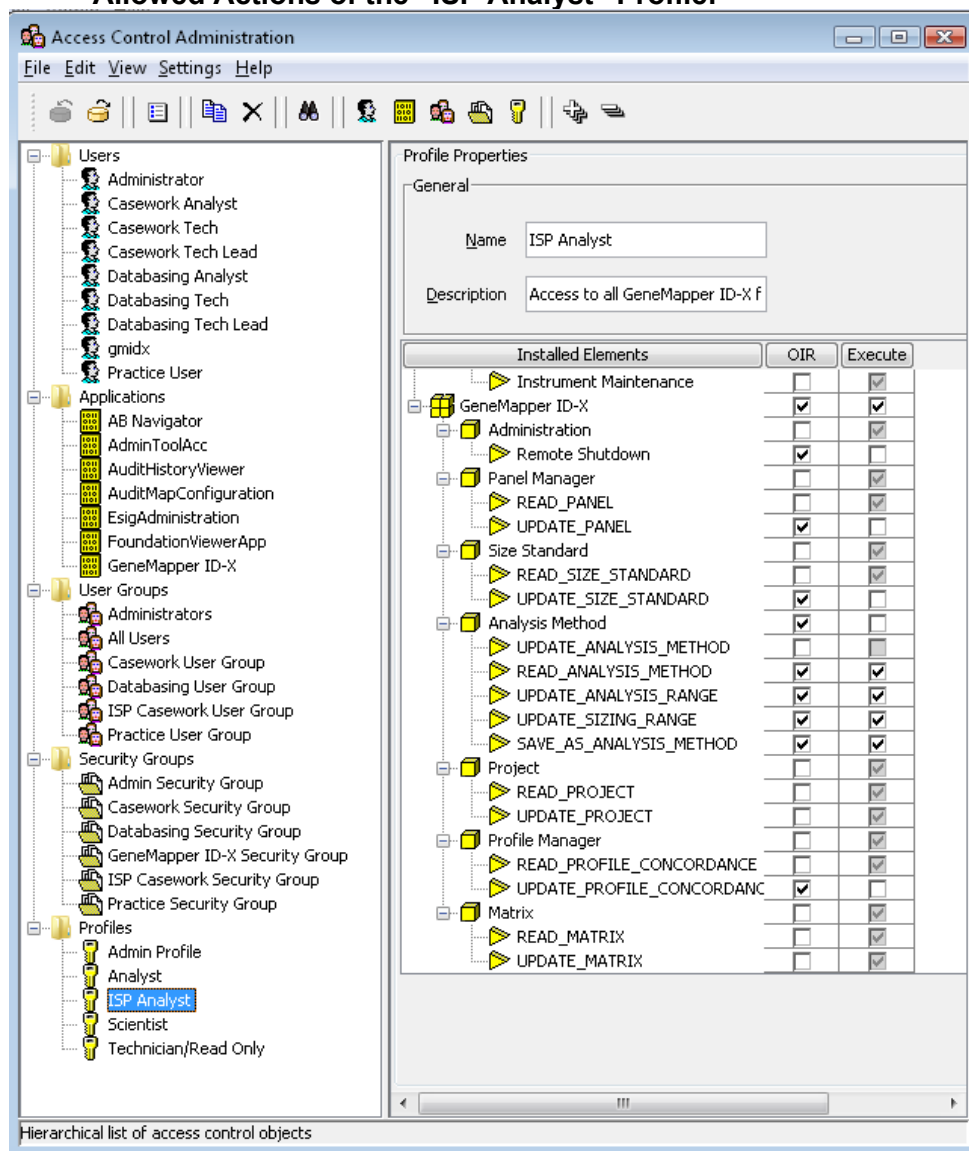 Allowed Actions of the "ISP Analyst" Profile:
Access Control Administration
File Edit View Settings Help
Users
Administrator
Casework Analyst
Casework Tech
Casework Tech Lead
Databasing Analyst
Databasing Tech
Databasing Tech Lead
gmidx
Practice User
Applications
AB Navigator
AdminToolAcc
AuditHistoryViewer
AuditMapConfiguration
EsigAdministration
FoundationViewerApp
GeneMapper ID-X
User Groups
Administrators
All Users
Casework User Group
Databasing User Group
ISP Casework User Group
Practice User Group
Security Groups
Admin Security Group
Casework Security Group
Databasing Security Group
GeneMapper ID-X Security Group
ISP Casework Security Group
Practice Security Group
Profiles
Admin Profile
Analyst
ISP Analyst
Scientist
Technician/Read Only
Profile Properties
General
Name ISP Analyst
Description Access to all GeneMapper ID-X f
Installed Elements OIR Execute
Instrument Maintenance
GeneMapper ID-X
Administration
Remote Shutdown
Panel Manager
READ_PANEL
UPDATE_PANEL
Size Standard
READ_SIZE_STANDARD
UPDATE_SIZE_STANDARD
Analysis Method
UPDATE_ANALYSIS_METHOD
READ_ANALYSIS_METHOD
UPDATE_ANALYSIS_RANGE
UPDATE_SIZING_RANGE
SAVE_AS_ANALYSIS_METHOD
Project
READ_PROJECT
UPDATE_PROJECT
Profile Manager
READ_PROFILE_CONCORDANCE
UPDATE_PROFILE_CONCORDANC
Matrix
READ_MATRIX
UPDATE_MATRIX
Hierarchical list of access control objects